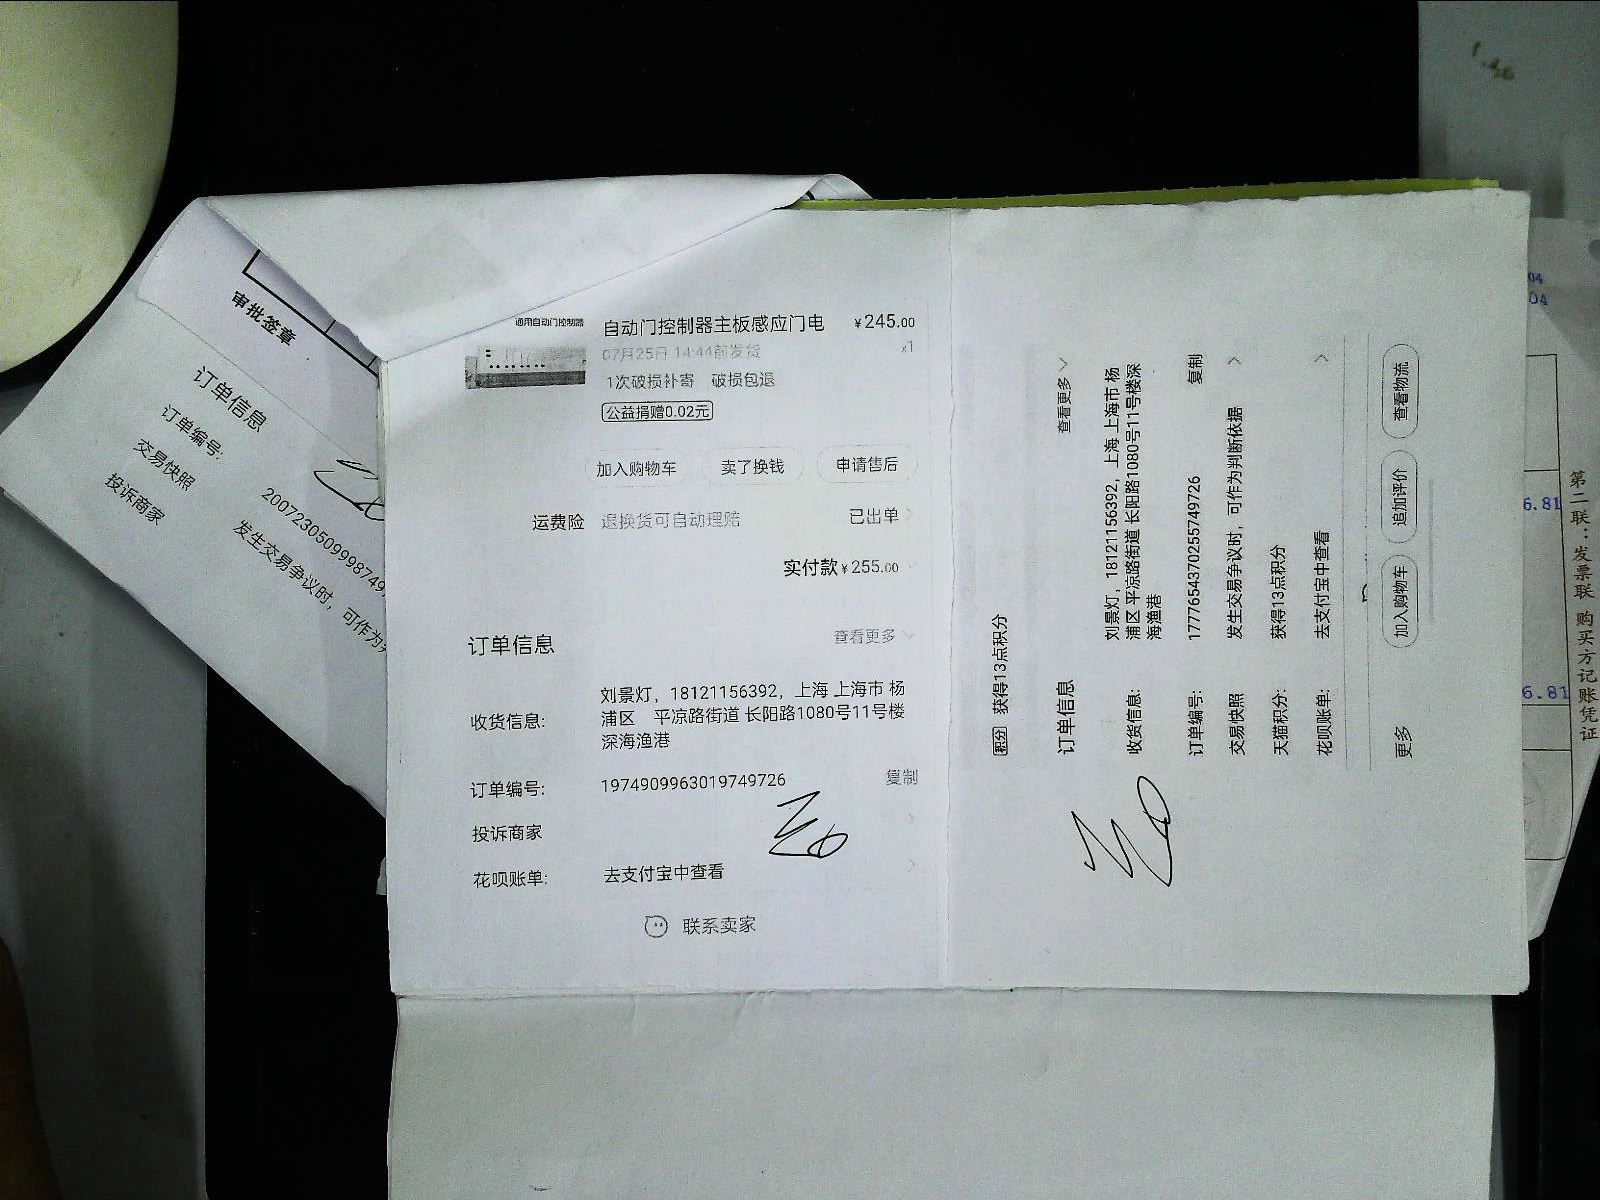 审批签章
订单信息
订单编号:
200723050999874972
交易快照
发生交易争议时，可作为判
投诉商家
通用自动门控制器
自动门控制器主板感应门电 ¥245.00
07月25日 14:44前发货 x1
1次破损补寄 破损包退
公益捐赠0.02元
加入购物车 卖了换钱 申请售后
运费险 退换货可自动理赔 已出单
实付款 ¥255.00
订单信息 查看更多
收货信息: 刘景灯，18121156392，上海 上海市 杨
浦区 平凉路街道 长阳路1080号11号楼
深海渔港
订单编号: 1974909963019749726 复制
投诉商家
花呗账单: 去支付宝中查看
联系卖家
积分 获得13点积分
订单信息 查看更多
收货信息: 刘景灯，18121156392，上海 上海市 杨
浦区 平凉路街道 长阳路1080号11号楼深
海渔港
订单编号: 1777654370255749726 复制
交易快照 发生交易争议时，可作为判断依据
天猫积分: 获得13点积分
花呗账单: 去支付宝中查看
更多 加入购物车 追加评价 查看物流
04
04
6.81
6.81
第二联：发票联 购买方记账凭证